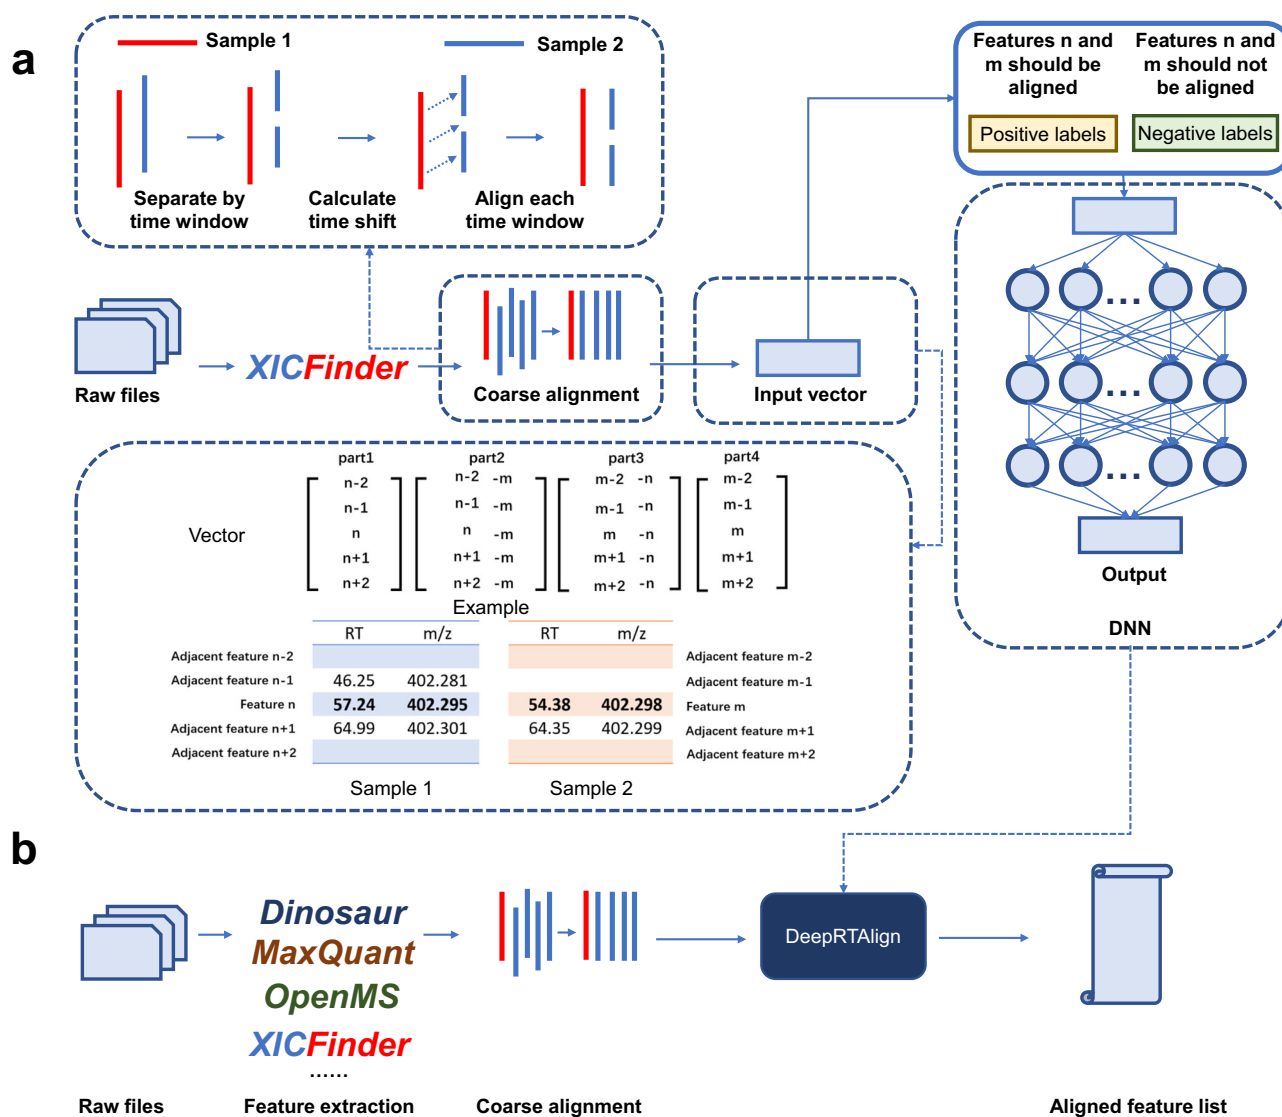 a
Sample 1
Sample 2
Separate by
time window
Calculate
time shift
Align each
time window
Features n and
m should be
aligned
Features n and
m should not
be aligned
Positive labels
Negative labels
Raw files
XICFinder
Coarse alignment
Input vector
...
...
...
Output
DNN
part1 part2 part3 part4
Vector
n-2 n-2 -m m-2 -n m-2
n-1 n-1 -m m-1 -n m-1
n n -m m -n m
n+1 n+1 -m m+1 -n m+1
n+2 n+2 -m m+2 -n m+2
Example
RT m/z RT m/z
Adjacent feature n-2 Adjacent feature m-2
Adjacent feature n-1 46.25 402.281 Adjacent feature m-1
Feature n 57.24 402.295 54.38 402.298 Feature m
Adjacent feature n+1 64.99 402.301 64.35 402.299 Adjacent feature m+1
Adjacent feature n+2 Adjacent feature m+2
Sample 1 Sample 2
b
Dinosaur
MaxQuant
OpenMS
XICFinder
......
DeepRTAlign
Raw files
Feature extraction
Coarse alignment
Aligned feature list